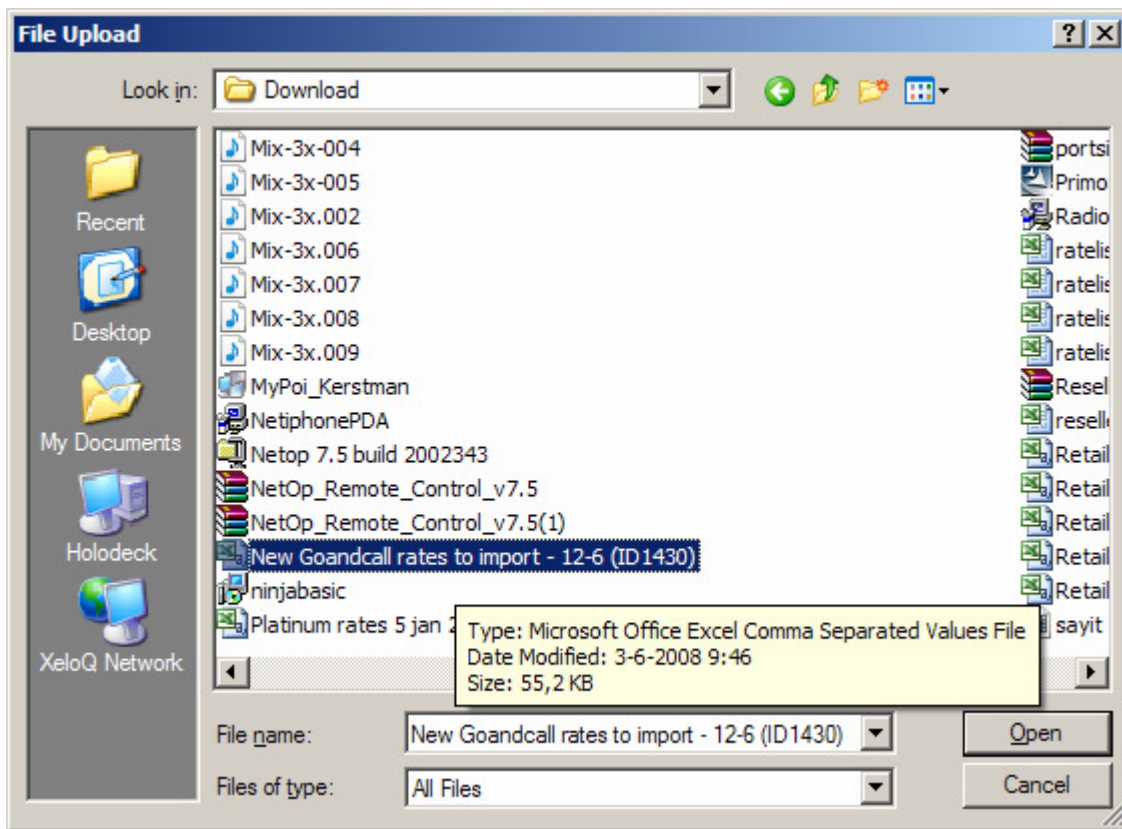 File Upload
Look in:
Download
Recent
Desktop
My Documents
Holodeck
XeloQ Network
Mix-3x-004
Mix-3x-005
Mix-3x.002
Mix-3x.006
Mix-3x.007
Mix-3x.008
Mix-3x.009
MyPoi_Kerstman
NetiphonePDA
Netop 7.5 build 2002343
NetOp_Remote_Control_v7.5
NetOp_Remote_Control_v7.5(1)
New Goandcall rates to import - 12-6 (ID1430)
ninjabasic
Platinum rates 5 jan 2
portsi
Primo
Radio
ratelis
ratelis
ratelis
ratelis
Resel
resell
Retail
Retail
Retail
Retail
Retail
sayit
Type: Microsoft Office Excel Comma Separated Values File
Date Modified: 3-6-2008 9:46
Size: 55,2 KB
File name:
New Goandcall rates to import - 12-6 (ID1430)
Open
Files of type:
All Files
Cancel